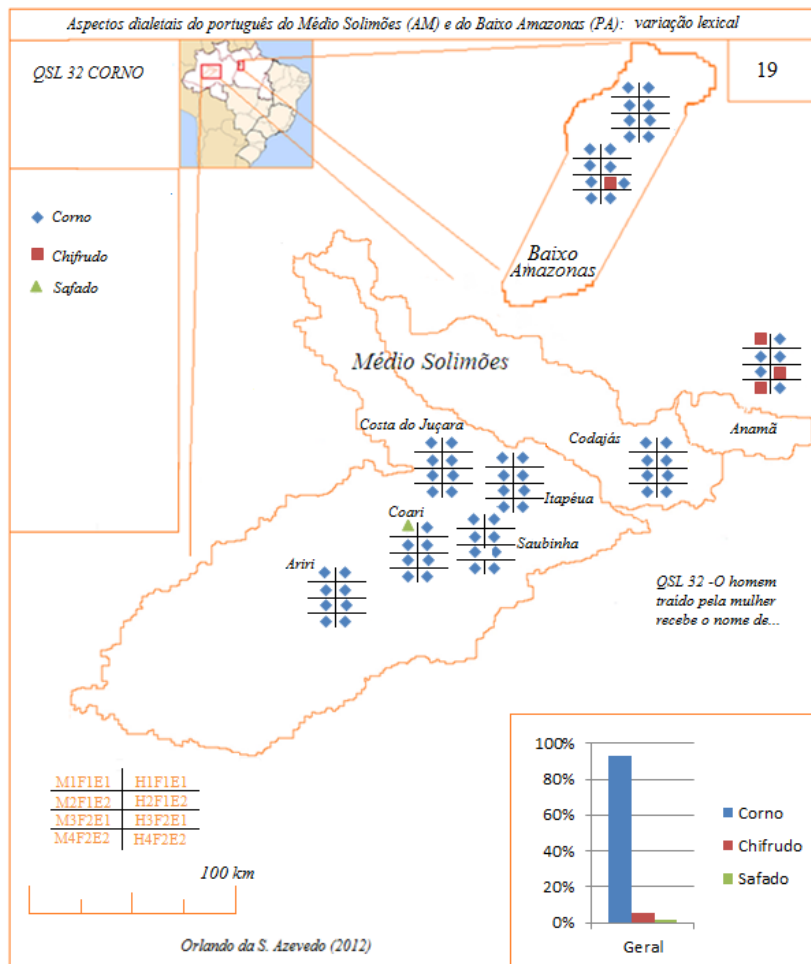 Aspectos dialetais do português do Médio Solimões (AM) e do Baixo Amazonas (PA): variação lexical
QSL 32 CORNO
19
Corno
Chifrudo
Safado
Baixo
Amazonas
Médio Solimões
Costa do Juçara
Codajás
Anamã
Itapéua
Coari
Saubinha
Ariri
QSL 32 -O homem
traído pela mulher
recebe o nome de...
M1F1E1 H1F1E1
M2F1E2 H2F1E2
M3F2E1 H3F2E1
M4F2E2 H4F2E2
100 km
Orlando da S. Azevedo (2012)
100%
80%
60%
40%
20%
0%
Geral
Corno
Chifrudo
Safado